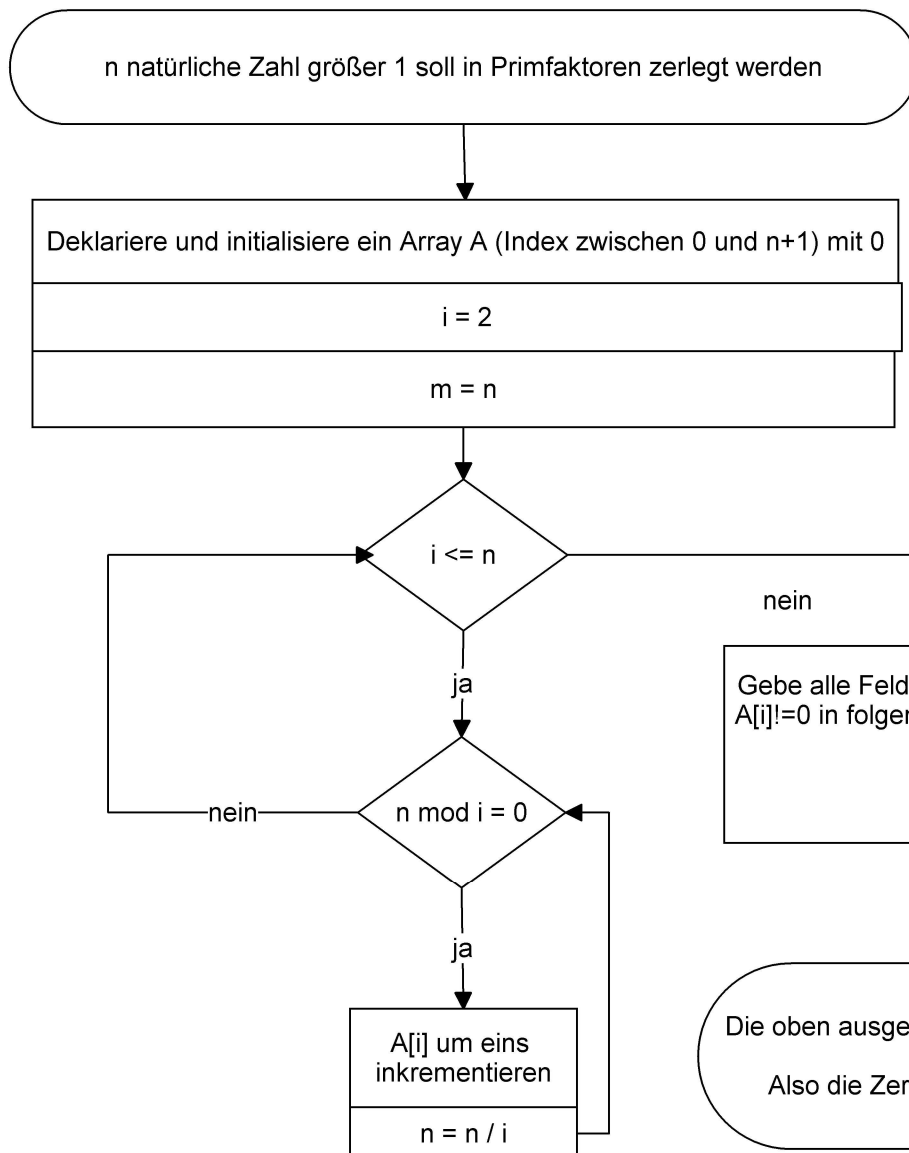 n natürliche Zahl größer 1 soll in Primfaktoren zerlegt werden
Deklariere und initialisiere ein Array A (Index zwischen 0 und n+1) mit 0
i = 2
m = n
i <= n
nein
ja
Gebe alle Feld
A[i]!=0 in folger
n mod i = 0
nein
ja
A[i] um eins
inkrementieren
n = n / i
Die oben ausge
Also die Zer